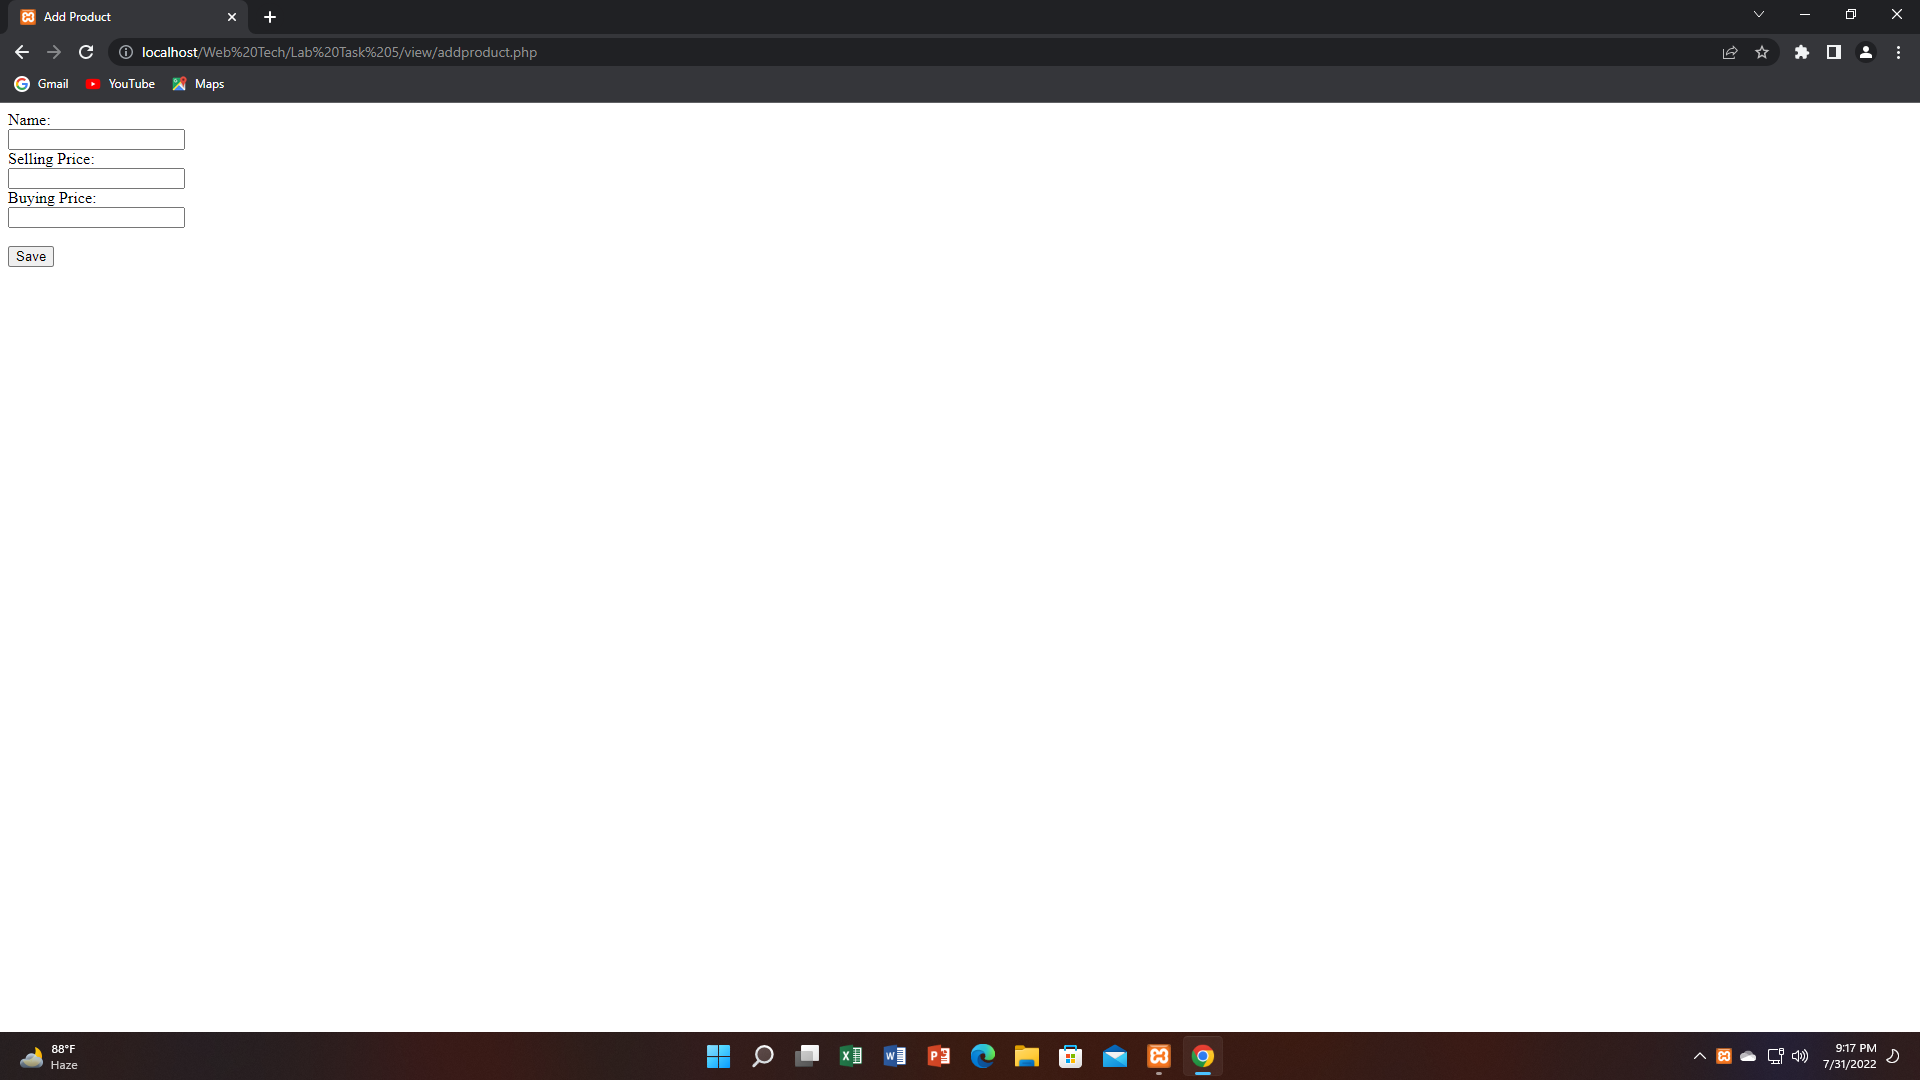 Add Product
localhost/Web%20Tech/Lab%20Task%205/view/addproduct.php
Gmail YouTube Maps
Name:
Selling Price:
Buying Price:
Save
88°F
Haze
9:17 PM
7/31/2022